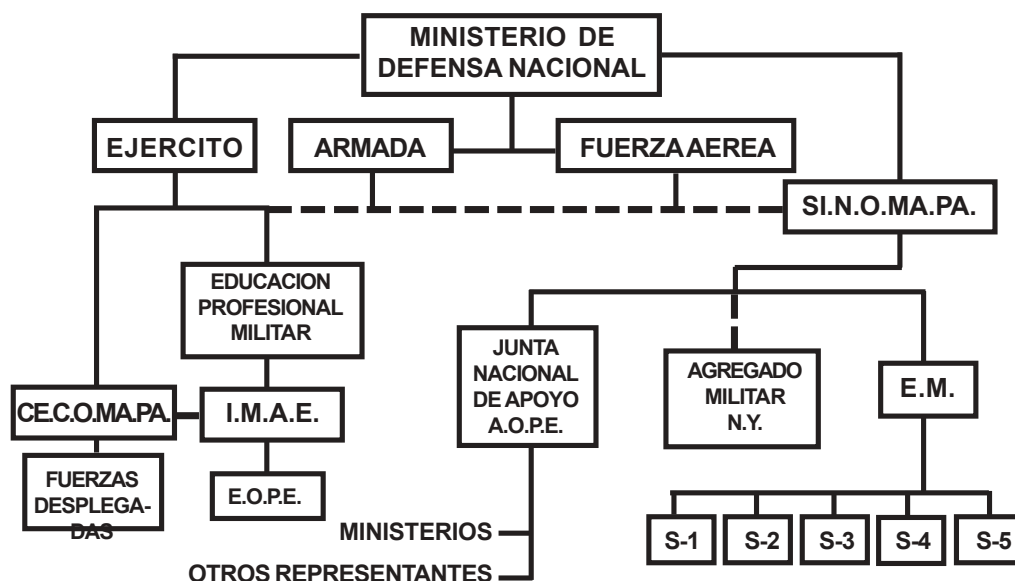 MINISTERIO DE
DEFENSA NACIONAL
EJERCITO
ARMADA
FUERZA AEREA
SI.N.O.MA.PA.
EDUCACION
PROFESIONAL
MILITAR
JUNTA
NACIONAL
DE APOYO
A.O.P.E.
AGREGADO
MILITAR
N.Y.
E.M.
CE.C.O.MA.PA.
I.M.A.E.
FUERZAS
DESPLEGA-
DAS
E.O.P.E.
MINISTERIOS
OTROS REPRESENTANTES
S-1
S-2
S-3
S-4
S-5